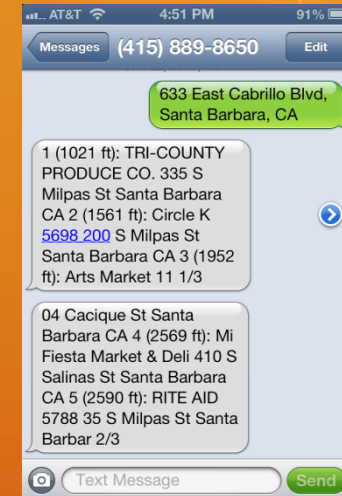 AT&T 4:51 PM 91%
Messages (415) 889-8650 Edit
633 East Cabrillo Blvd,
Santa Barbara, CA
1 (1021 ft): TRI-COUNTY
PRODUCE CO. 335 S
Milpas St Santa Barbara
CA 2 (1561 ft): Circle K
5698 200 S Milpas St
Santa Barbara CA 3 (1952
ft): Arts Market 11 1/3
04 Cacique St Santa
Barbara CA 4 (2569 ft): Mi
Fiesta Market & Deli 410 S
Salinas St Santa Barbara
CA 5 (2590 ft): RITE AID
5788 35 S Milpas St Santa
Barbar 2/3
Text Message Send